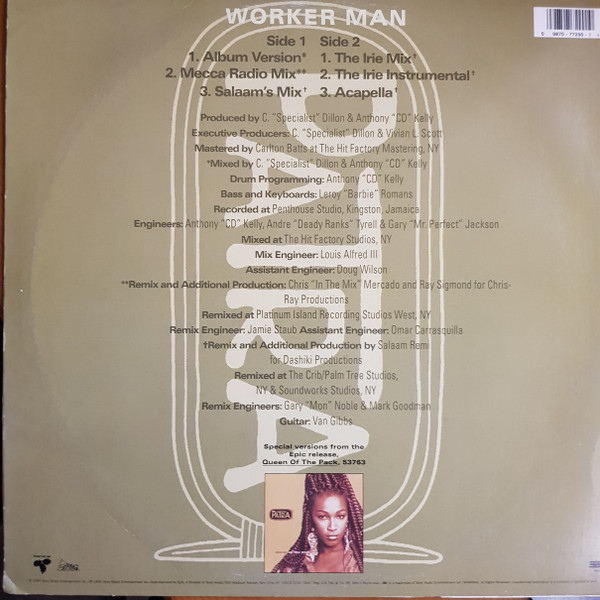 WORKER MAN
Side 1
1. Album Version*
2. Mecca Radio Mix**
3. Salaam's Mix†
Side 2
1. The Irie Mix†
2. The Irie Instrumental†
3. Acapella†
Produced by C. "Specialist" Dillon & Anthony "CD" Kelly
Executive Producers: C. "Specialist" Dillon & Vivian L. Scott
Mastered by Carlton Batts at The Hit Factory Mastering, NY
*Mixed by C. "Specialist" Dillon & Anthony "CD" Kelly
Drum Programming: Anthony "CD" Kelly
Bass and Keyboards: Leroy "Barbie" Romans
Recorded at Penthouse Studio, Kingston, Jamaica
Engineers: Anthony "CD" Kelly, Andre "Deady Ranks" Tyrell & Gary "Mr. Perfect" Jackson
Mixed at The Hit Factory Studios, NY
Mix Engineer: Louis Alfred III
Assistant Engineer: Doug Wilson
**Remix and Additional Production: Chris "In The Mix" Mercado and Ray Sigmond for Chris-
Ray Productions
Remixed at Platinum Island Recording Studios West, NY
Remix Engineer: Jamie Staub Assistant Engineer: Omar Carrasquilla
†Remix and Additional Production by Salaam Remi
for Dashiki Productions
Remixed at The Crib/Palm Tree Studios,
NY & Soundworks Studios, NY
Remix Engineers: Gary "Mon" Noble & Mark Goodman
Guitar: Van Gibbs
PATRA
Special versions from the
Epic release,
Queen Of The Pack, 53763
PATRA